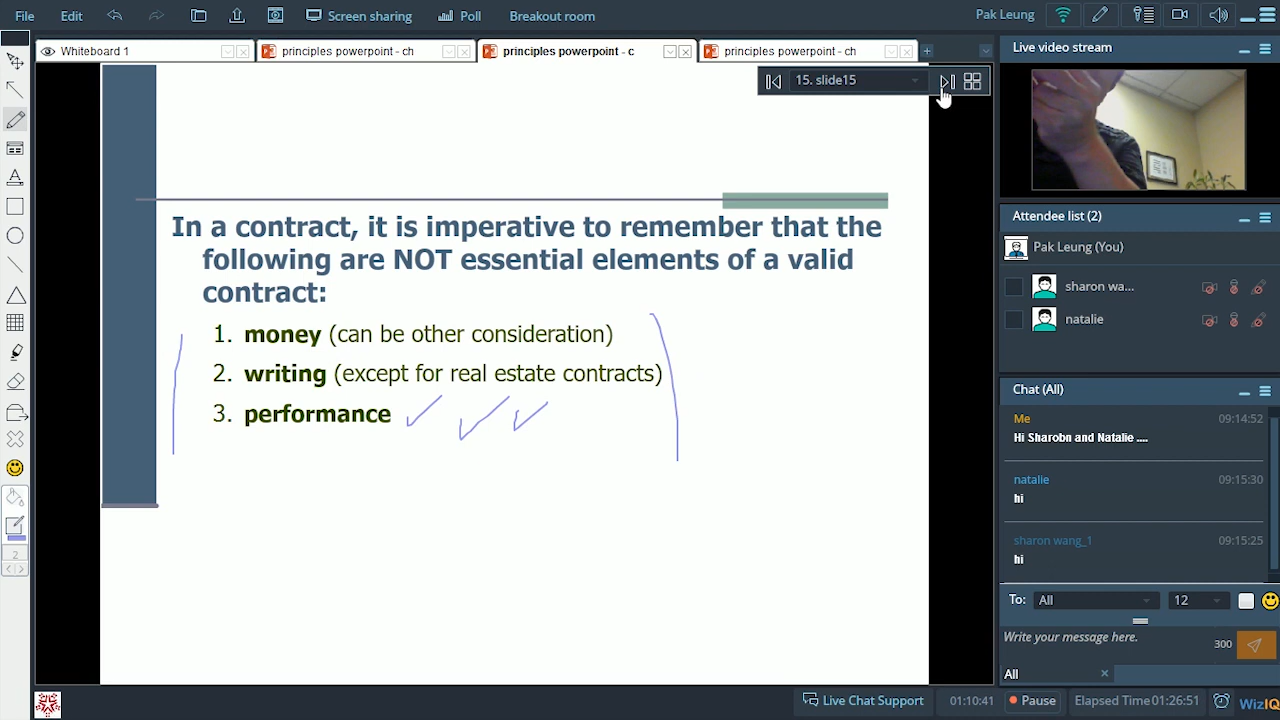 File Edit Screen sharing Poll Breakout room Pak Leung
Whiteboard 1 principles powerpoint - ch principles powerpoint - c principles powerpoint - ch
15. slide15
In a contract, it is imperative to remember that the
following are NOT essential elements of a valid
contract:
1. money (can be other consideration)
2. writing (except for real estate contracts)
3. performance
2
Live video stream
Attendee list (2)
Pak Leung (You)
sharon wa...
natalie
Chat (All)
Me 09:14:52
Hi Sharobn and Natalie ....
natalie 09:15:30
hi
sharon wang_1 09:15:25
hi
To: All 12
Write your message here. 300
All
Live Chat Support 01:10:41 Pause Elapsed Time 01:26:51 WizIQ